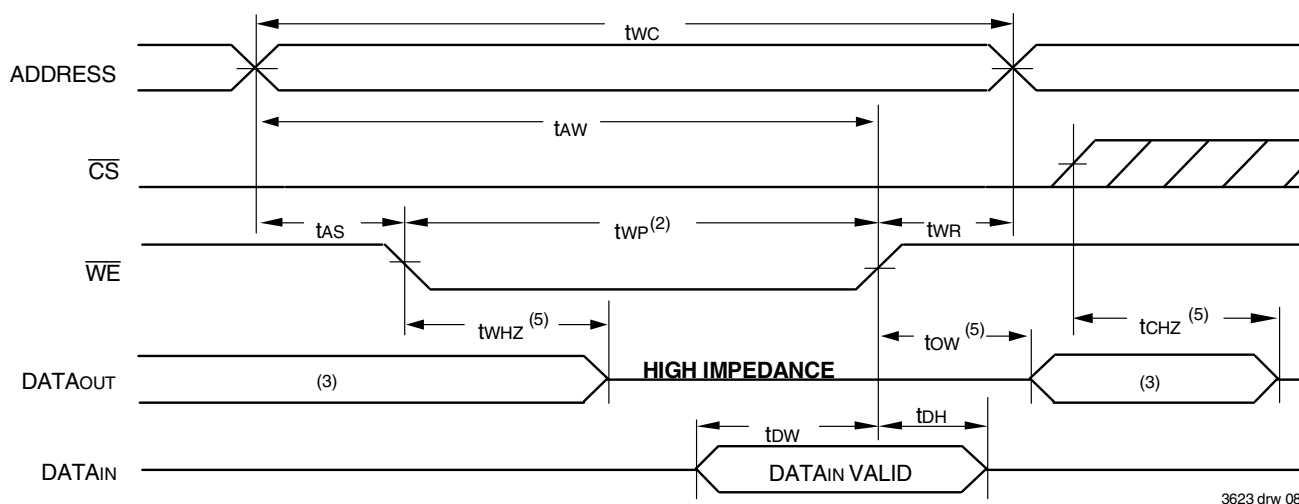 tWC
ADDRESS
tAW
CS
tAS
tWP(2)
tWR
WE
tWHZ (5)
tOW (5)
tCHZ (5)
DATAOUT
(3)
HIGH IMPEDANCE
(3)
tDW
tDH
DATAIN
DATAIN VALID
3623 drw 08